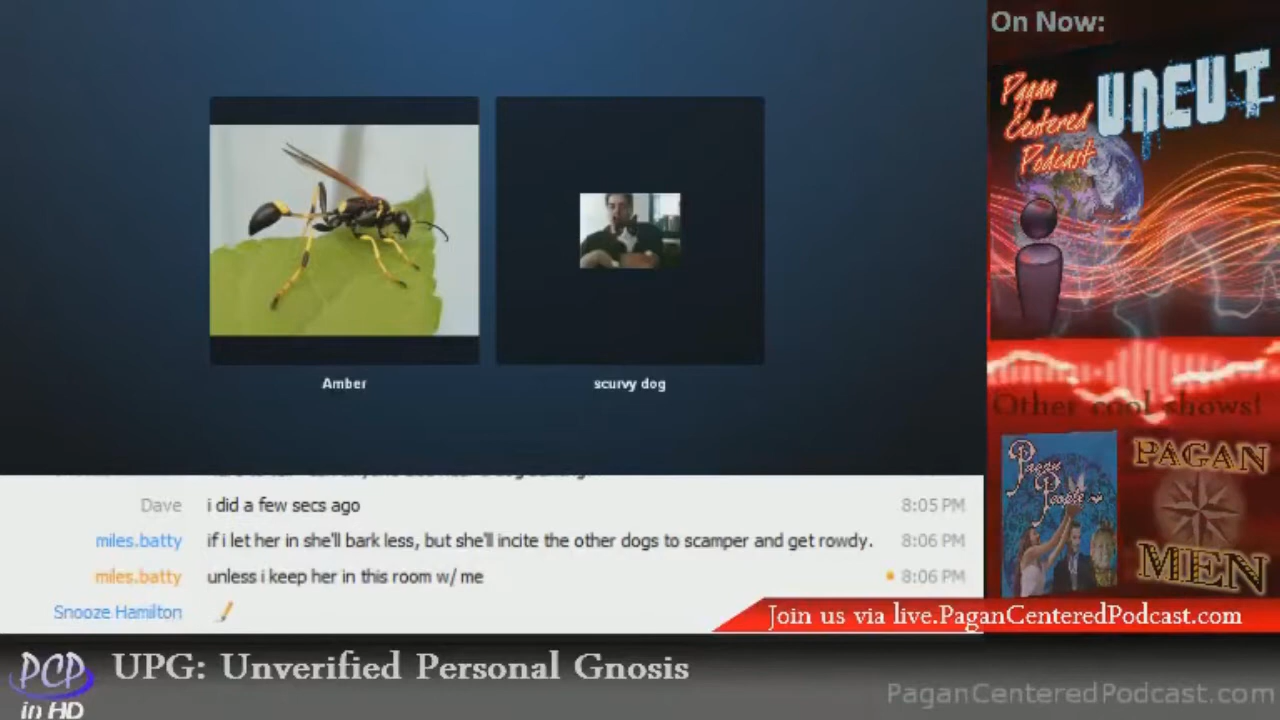 On Now:
Pagan
Centered
Podcast
UNCUT
Amber
scurvy dog
Dave i did a few secs ago 8:05 PM
miles.batty if i let her in she'll bark less, but she'll incite the other dogs to scamper and get rowdy. 8:06 PM
miles.batty unless i keep her in this room w/ me 8:06 PM
Snooze Hamilton
Other cool shows!
Pagan
People
PAGAN
MEN
Join us via live.PaganCenteredPodcast.com
PCP
in HD
UPG: Unverified Personal Gnosis
PaganCenteredPodcast.com